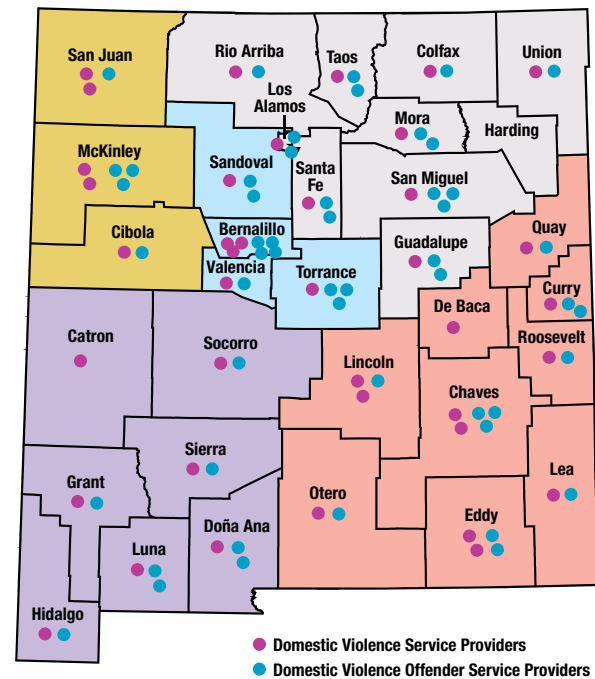 San Juan
Rio Arriba
Taos
Colfax
Union
Los
Alamos
Mora
Harding
McKinley
Sandoval
Santa
Fe
San Miguel
Cibola
Bernalillo
Valencia
Torrance
Guadalupe
Quay
Curry
De Baca
Roosevelt
Catron
Socorro
Lincoln
Chaves
Sierra
Grant
Otero
Lea
Doña Ana
Eddy
Luna
Hidalgo
Domestic Violence Service Providers
Domestic Violence Offender Service Providers